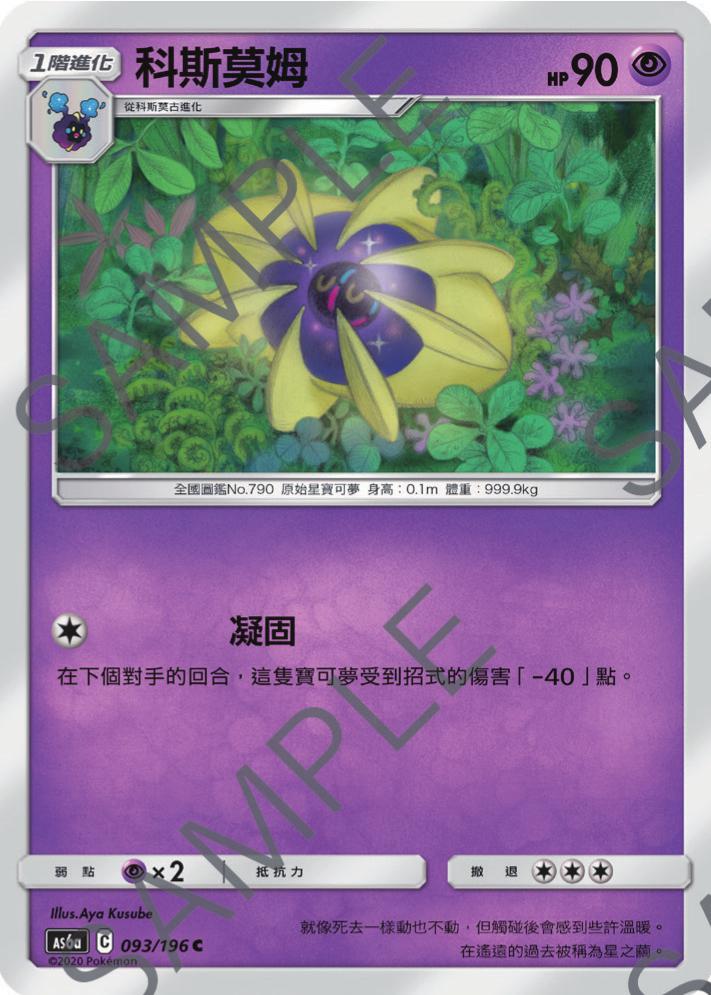 1階進化
科斯莫姆
HP 90
從科斯莫古進化
全國圖鑑No.790 原始星寶可夢 身高：0.1m 體重：999.9kg
凝固
在下個對手的回合，這隻寶可夢受到招式的傷害「-40」點。
弱點 ×2 抵抗力 撤退
Illus.Aya Kusube
就像死去一樣動也不動，但觸碰後會感到些許溫暖。
在遙遠的過去被稱為星之繭。
AS6a C 093/196 C
©2020 Pokémon
SAMPLE
SAMPLE
SA
SA